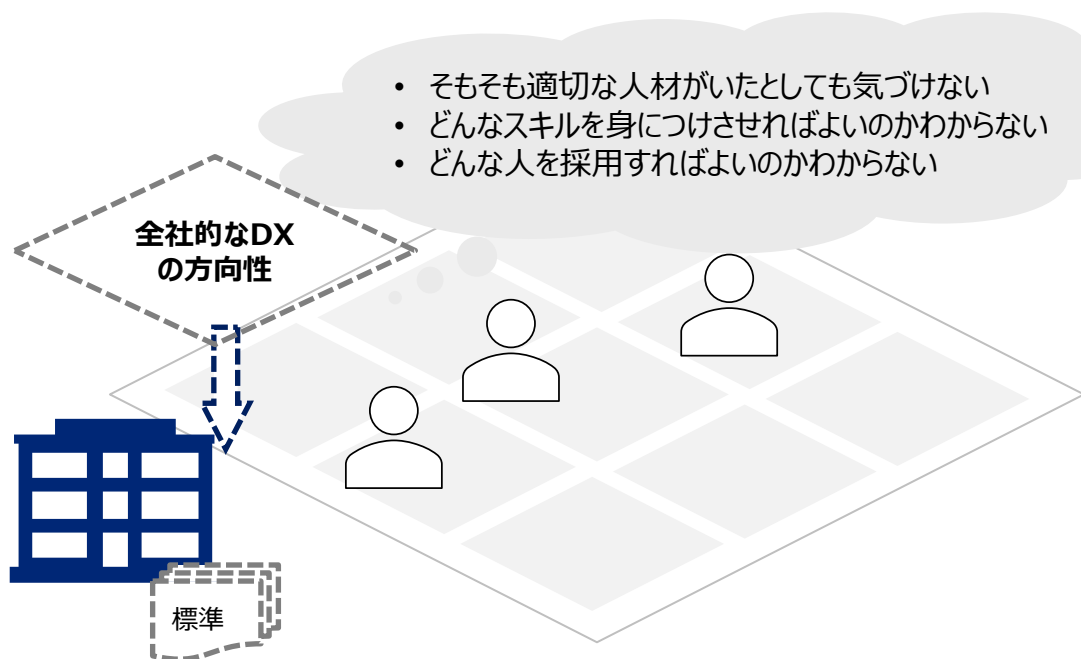 • そもそも適切な人材がいたとしても気づけない
• どんなスキルを身につけさせればよいのかわからない
• どんな人を採用すればよいのかわからない
全社的なDX
の方向性
標準